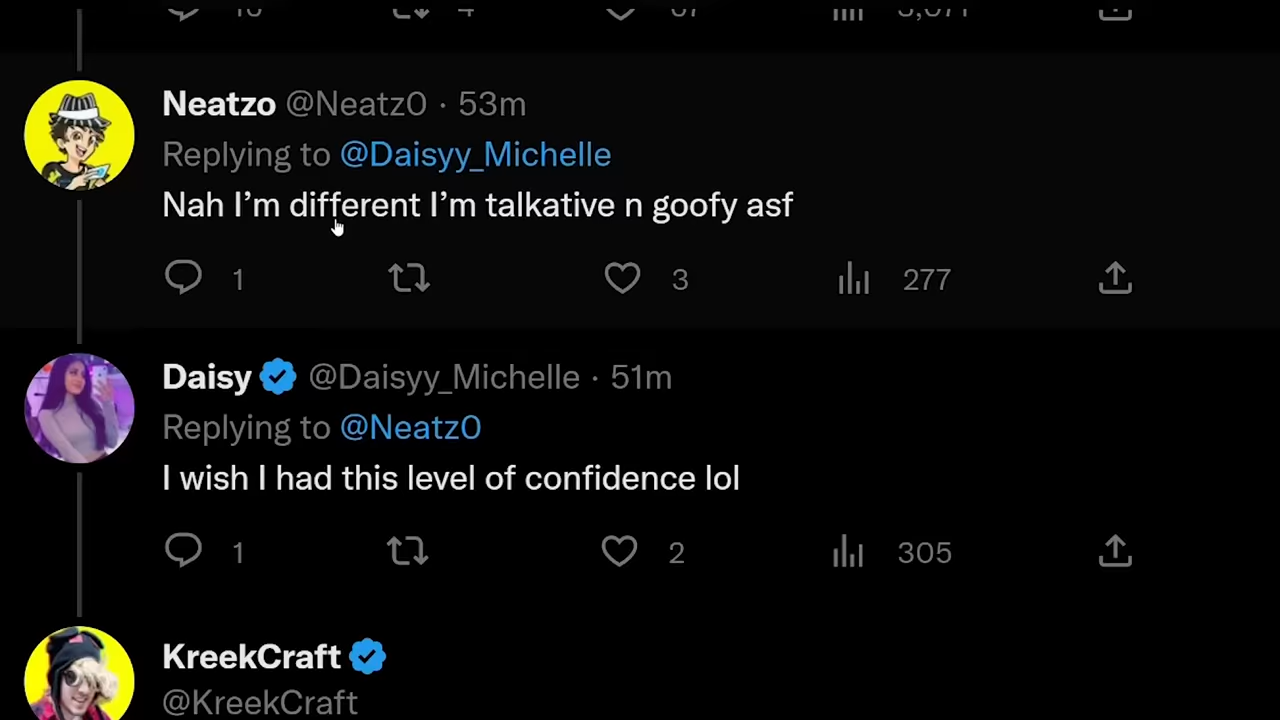 Neatzo @Neatz0 · 53m
Replying to @Daisyy_Michelle
Nah I’m different I’m talkative n goofy asf
1 3 277
Daisy @Daisyy_Michelle · 51m
Replying to @Neatz0
I wish I had this level of confidence lol
1 2 305
KreekCraft
@KreekCraft